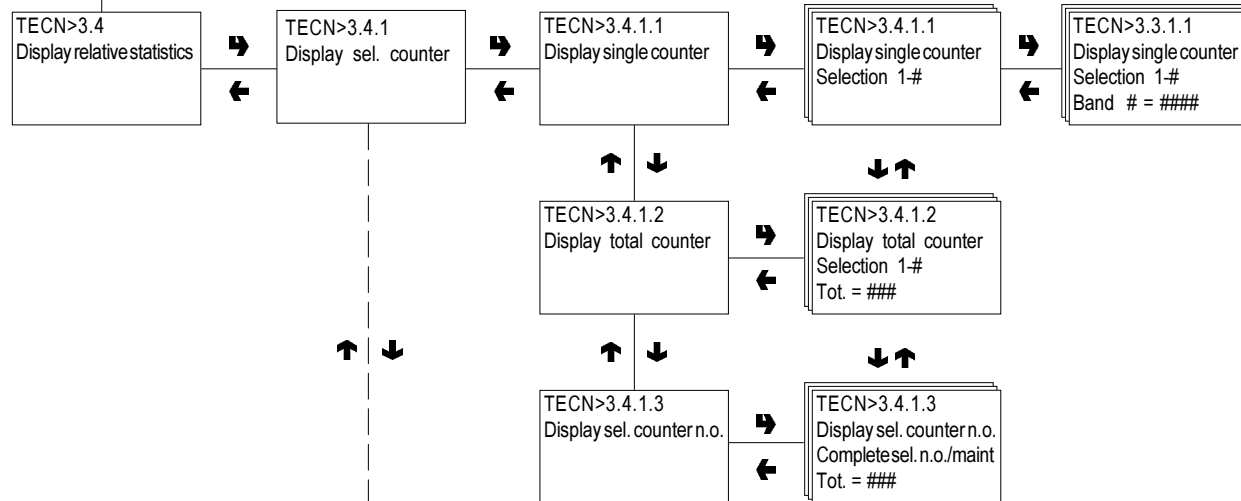 TECN>3.4
Display relative statistics
TECN>3.4.1
Display sel. counter
TECN>3.4.1.1
Display single counter
TECN>3.4.1.1
Display single counter
Selection 1-#
TECN>3.3.1.1
Display single counter
Selection 1-#
Band # = ####
TECN>3.4.1.2
Display total counter
TECN>3.4.1.2
Display total counter
Selection 1-#
Tot. = ###
TECN>3.4.1.3
Display sel. counter n.o.
TECN>3.4.1.3
Display sel. counter n.o.
Complete sel. n.o./maint
Tot. = ###